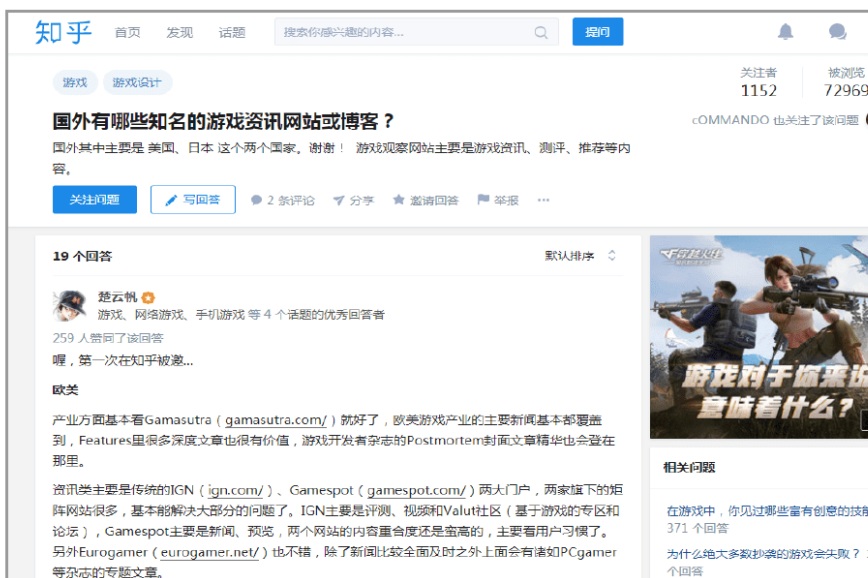 知乎 首页 发现 话题 搜索你感兴趣的内容... 提问
游戏 游戏设计
关注者 被浏览
1152 72969
国外有哪些知名的游戏资讯网站或博客？
cOMMANDO 也关注了该问题
国外其中主要是 美国、日本 这个两个国家。谢谢！ 游戏观察网站主要是游戏资讯、测评、推荐等内
容。
关注问题 写回答 2 条评论 分享 邀请回答 举报 ...
19 个回答 默认排序
楚云帆
游戏、网络游戏、手机游戏 等 4 个话题的优秀回答者
259 人赞同了该回答
喔，第一次在知乎被邀...
欧美
产业方面基本看Gamasutra（gamasutra.com/）就好了，欧美游戏产业的主要新闻基本都覆盖
到，Features里很多深度文章也很有价值，游戏开发者杂志的Postmortem封面文章精华也会登在
那里。
资讯类主要是传统的IGN（ign.com/）、Gamespot（gamespot.com/）两大门户，两家旗下的矩
阵网站很多，基本能解决大部分的问题了。IGN主要是评测、视频和Valut社区（基于游戏的专区和
论坛），Gamespot主要是新闻、预览，两个网站的内容重合度还是蛮高的，主要看用户习惯了。
另外Eurogamer（eurogamer.net/）也不错，除了新闻比较全面及时之外上面会有诸如PCgamer
等杂志的专题文章。
穿越火线
游戏对于你来说
意味着什么？
相关问题
在游戏中，你见过哪些富有创意的技能
371 个回答
为什么绝大多数抄袭的游戏会失败？
个回答